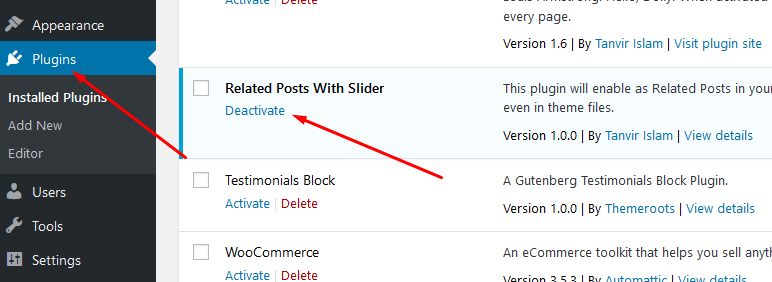 Appearance
Plugins
Installed Plugins
Add New
Editor
Users
Tools
Settings
Activate | Delete
every page.
Version 1.6 | By Tanvir Islam | Visit plugin site
Related Posts With Slider
Deactivate
This plugin will enable as Related Posts in your
even in theme files.
Version 1.0.0 | By Tanvir Islam | View details
Testimonials Block
Activate | Delete
A Gutenberg Testimonials Block Plugin.
Version 1.0.0 | By Themeroots | View details
WooCommerce
Activate | Delete
An eCommerce toolkit that helps you sell anyth
Version 3.5.3 | By Automattic | View details